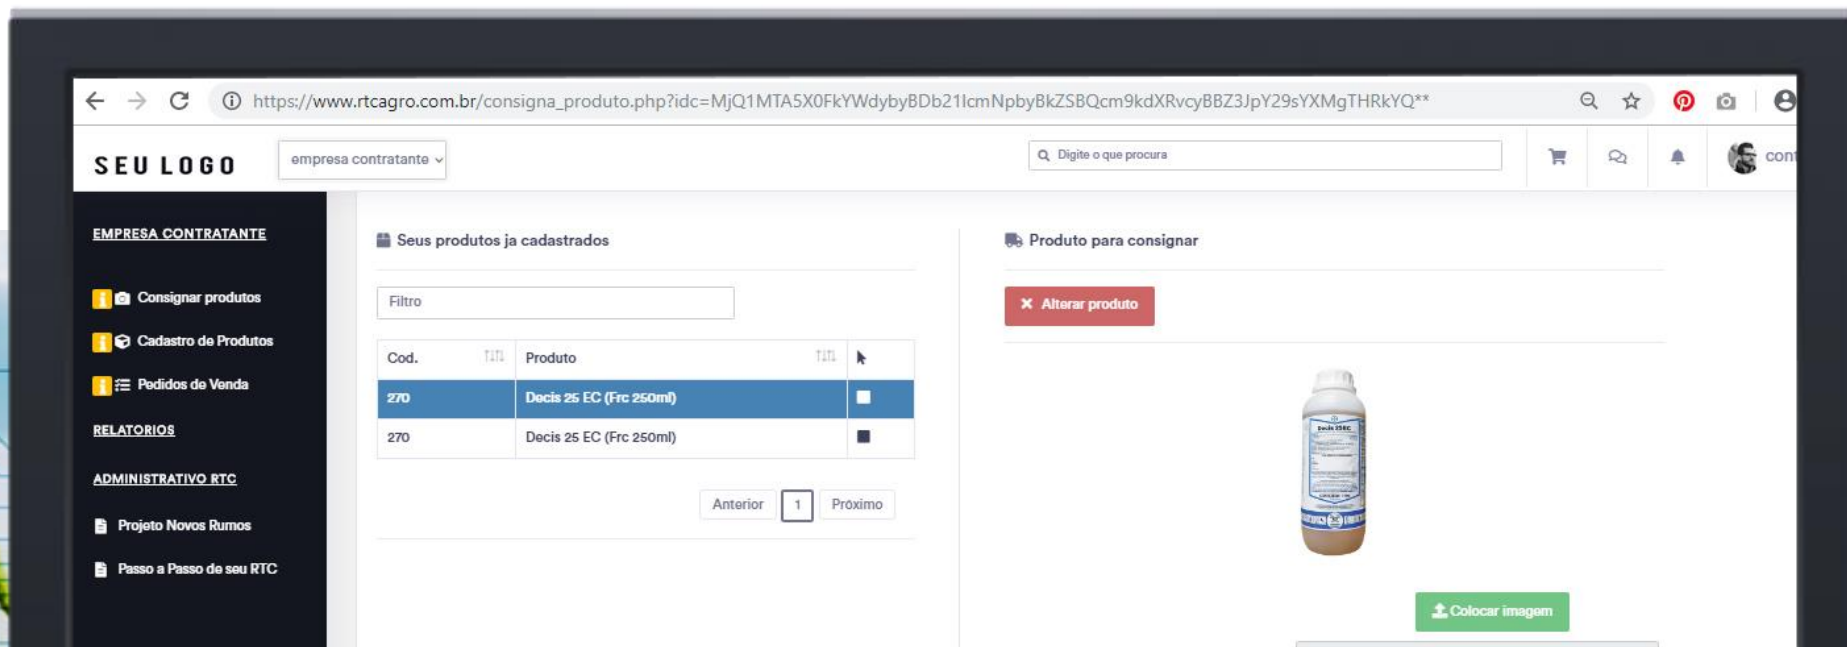 https://www.rtcagro.com.br/consigna_produto.php?idc=MjQ1MTA5X0FkYWdybyBDb21lcmNpbyBkZSBQcm9kdXRvcyBBZ3JpY29sYXMgTHRkYQ**
SEU LOGO
empresa contratante
Digite o que procura
EMPRESA CONTRATANTE
Consignar produtos
Cadastro de Produtos
Pedidos de Venda
RELATORIOS
ADMINISTRATIVO RTC
Projeto Novos Rumos
Passo a Passo de seu RTC
Seus produtos ja cadastrados
Filtro
Cod. Produto
270 Decis 25 EC (Frc 250ml)
270 Decis 25 EC (Frc 250ml)
Anterior 1 Próximo
Produto para consignar
Alterar produto
Decis 25EC
Colocar imagem